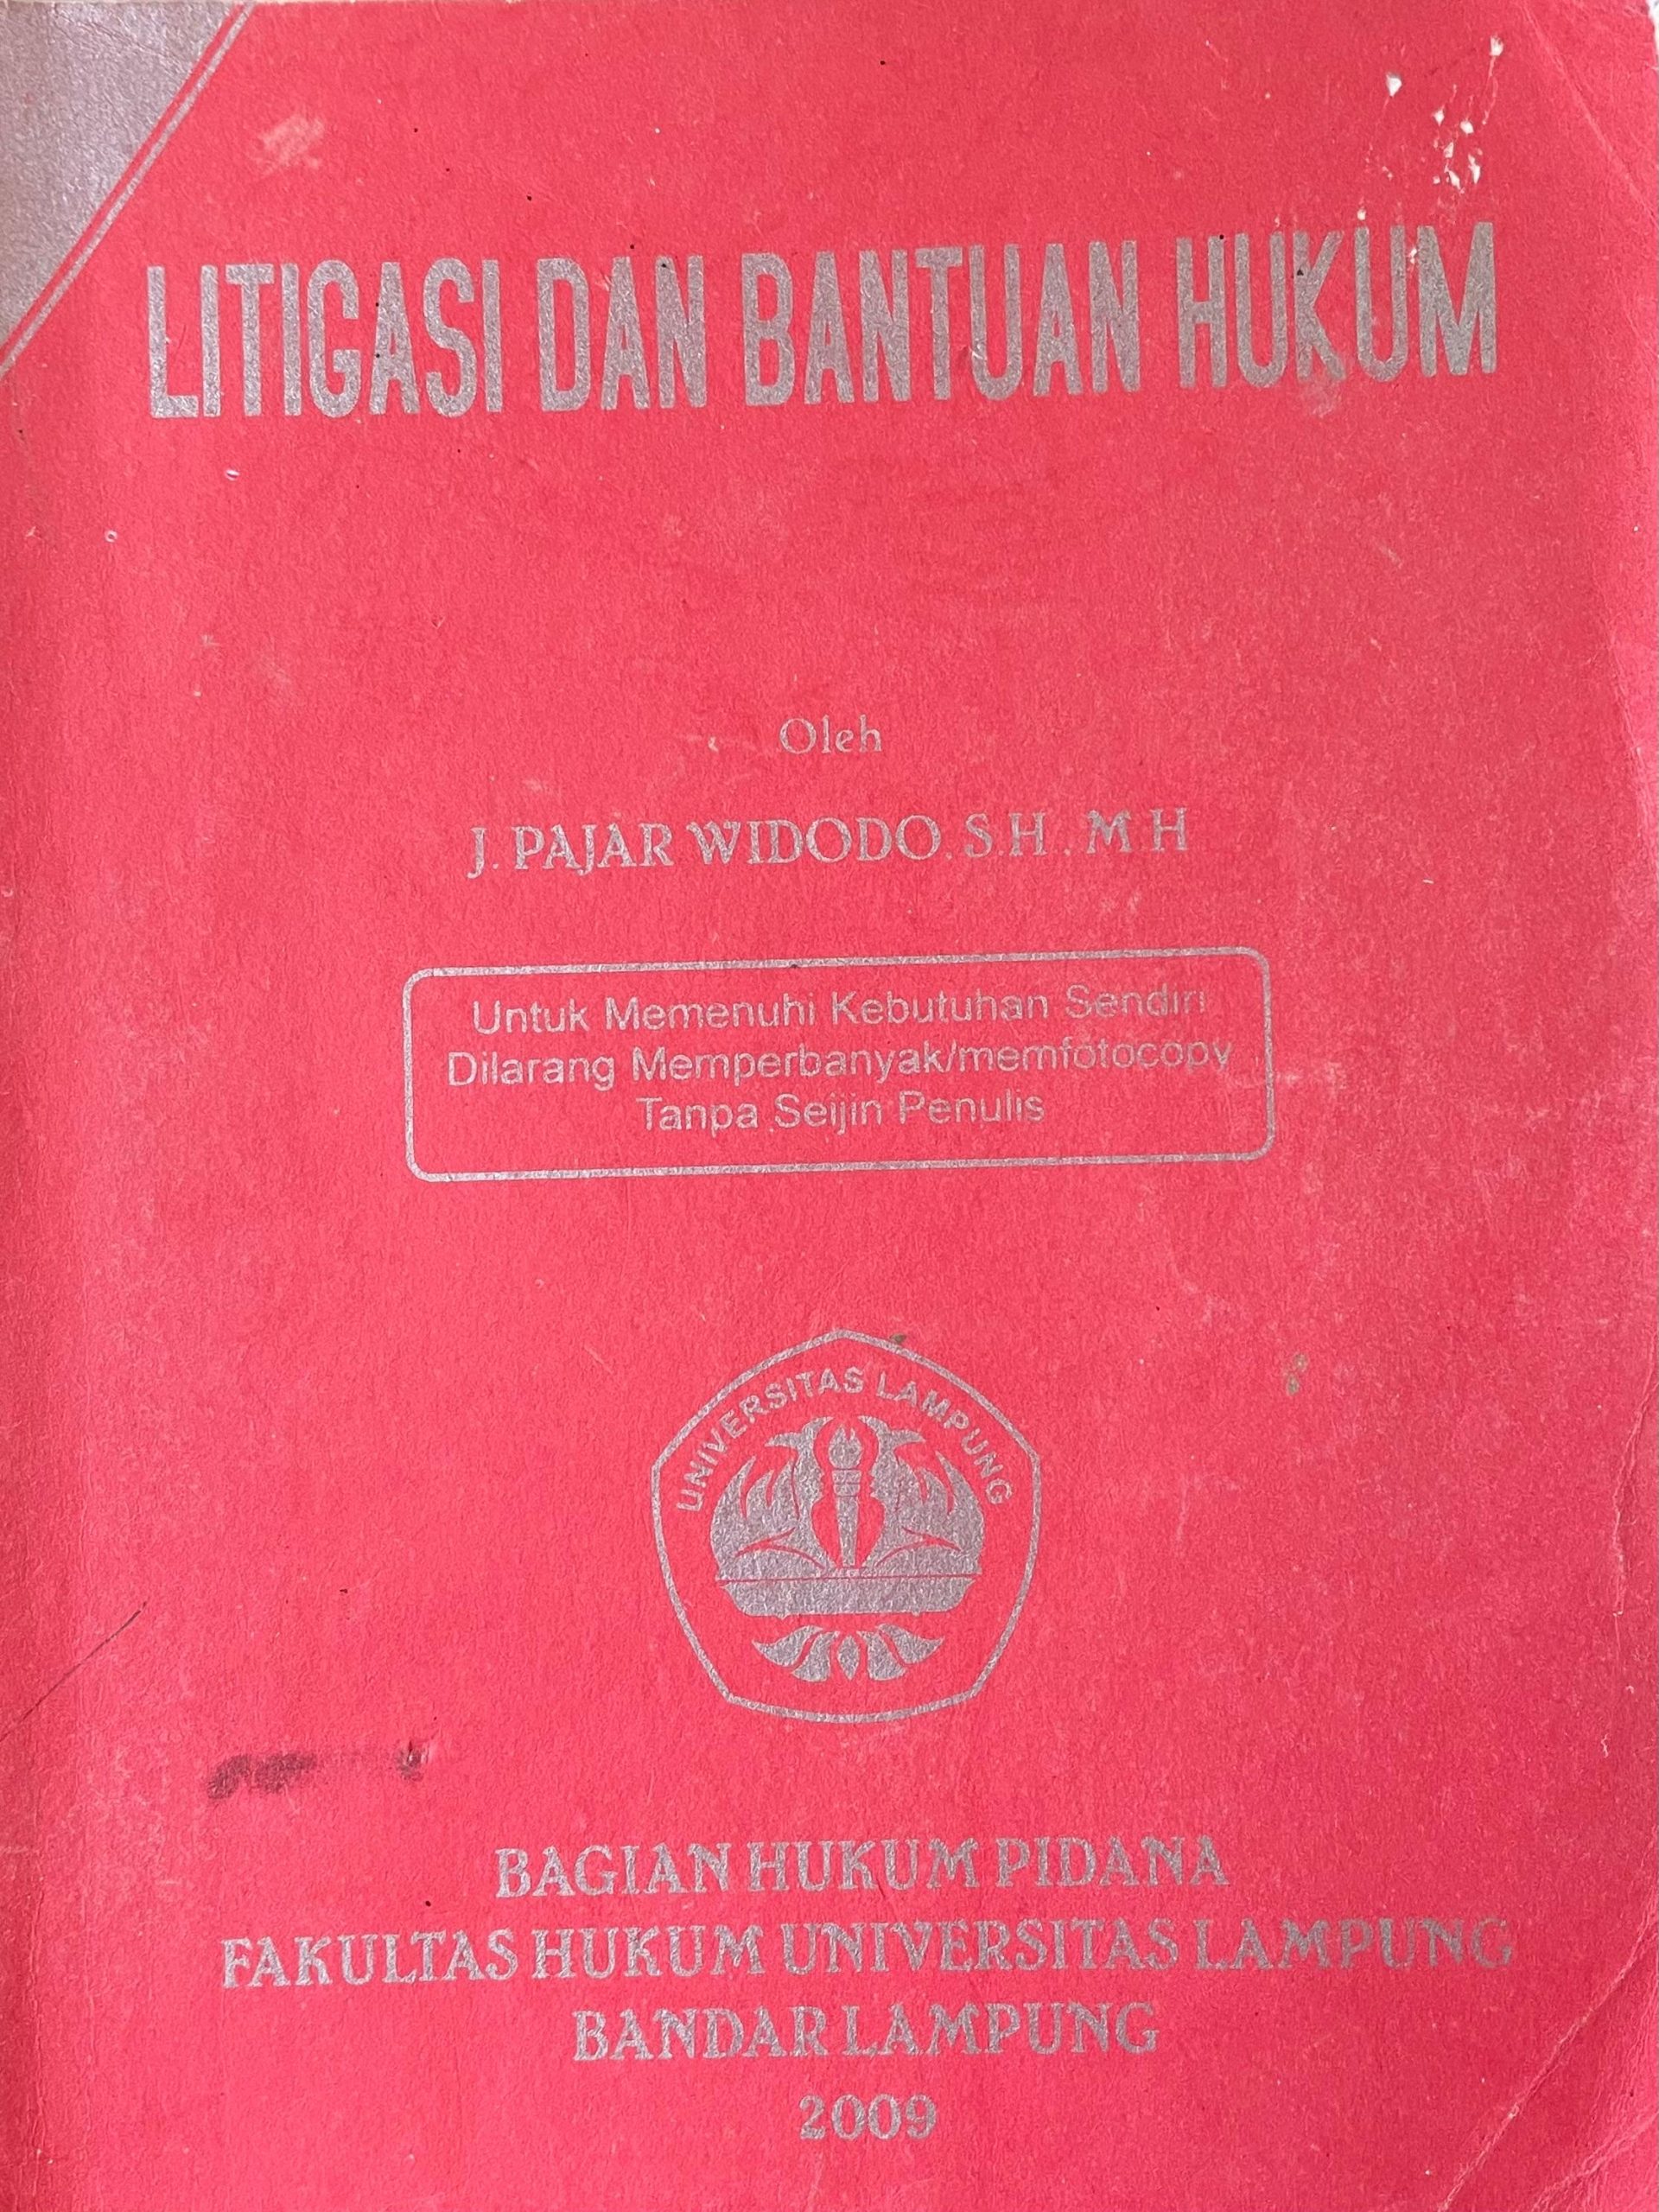 LITIGASI DAN BANTUAN HUKUM
Oleh
J. PAJAR WIDODO. S.H. M.H
Untuk Memenuhi Kebutuhan Sendiri
Dilarang Memperbanyak/memfotocopy
Tanpa Seijin Penulis
UNIVERSITAS LAMPUNG
BAGIAN HUKUM PIDANA
FAKULTAS HUKUM UNIVERSITAS LAMPUNG
BANDAR LAMPUNG
2009